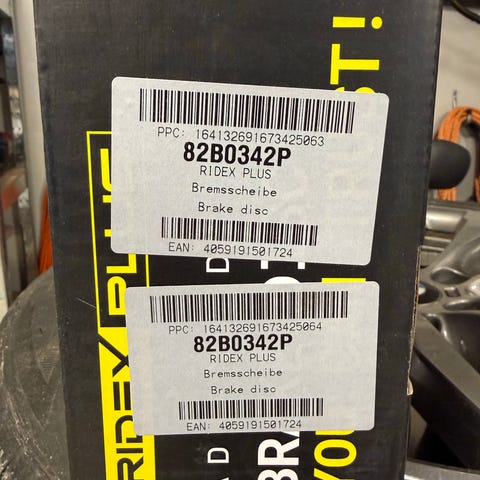 PPC: 164132691673425063
82B0342P
RIDEX PLUS
Bremsscheibe
Brake disc
EAN: 4059191501724
PPC: 164132691673425064
82B0342P
RIDEX PLUS
Bremsscheibe
Brake disc
EAN: 4059191501724
RIDEX PLUS